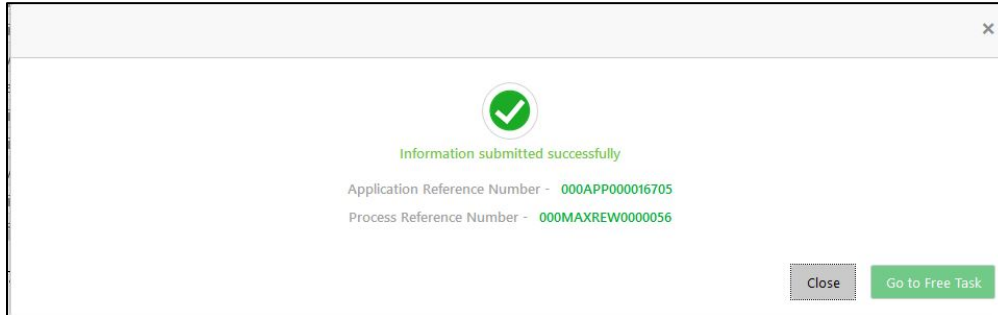 Information submitted successfully
Application Reference Number - 000APP000016705
Process Reference Number - 000MAXREW0000056
Close Go to Free Task